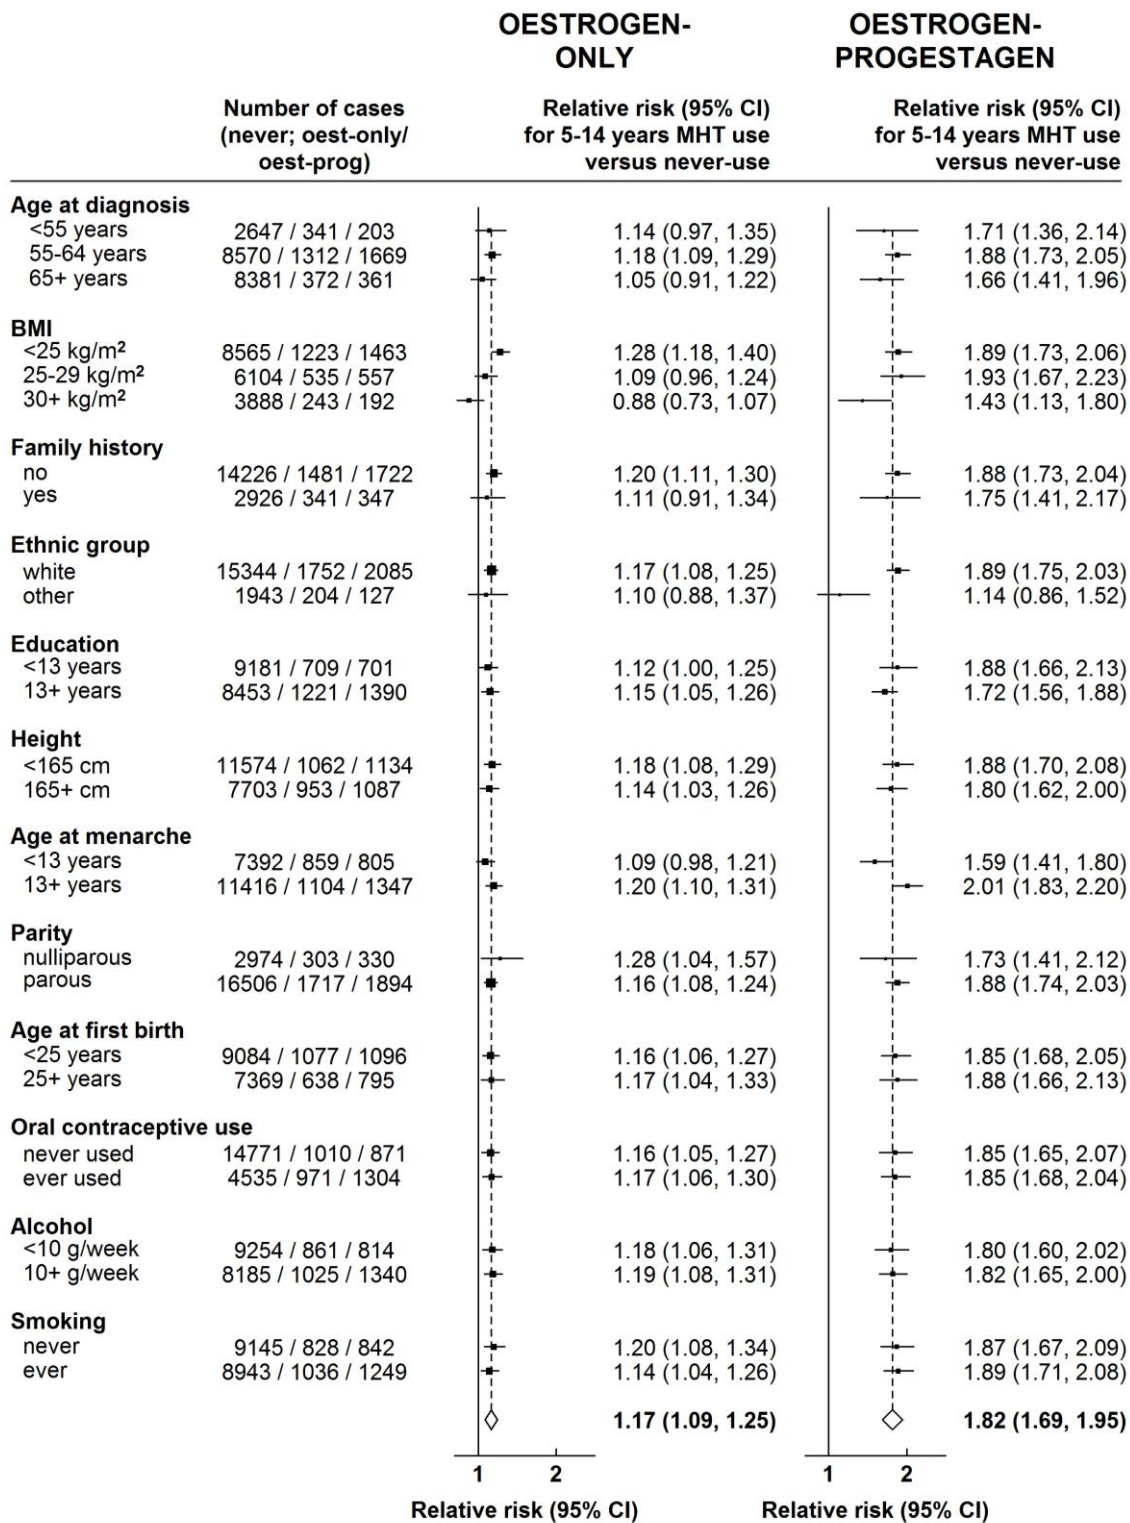 OESTROGEN-
ONLY
OESTROGEN-
PROGESTAGEN
Number of cases
(never; oest-only/
oest-prog)
Relative risk (95% CI)
for 5-14 years MHT use
versus never-use
Relative risk (95% CI)
for 5-14 years MHT use
versus never-use
Age at diagnosis
<55 years 2647 / 341 / 203 1.14 (0.97, 1.35) 1.71 (1.36, 2.14)
55-64 years 8570 / 1312 / 1669 1.18 (1.09, 1.29) 1.88 (1.73, 2.05)
65+ years 8381 / 372 / 361 1.05 (0.91, 1.22) 1.66 (1.41, 1.96)
BMI
<25 kg/m² 8565 / 1223 / 1463 1.28 (1.18, 1.40) 1.89 (1.73, 2.06)
25-29 kg/m² 6104 / 535 / 557 1.09 (0.96, 1.24) 1.93 (1.67, 2.23)
30+ kg/m² 3888 / 243 / 192 0.88 (0.73, 1.07) 1.43 (1.13, 1.80)
Family history
no 14226 / 1481 / 1722 1.20 (1.11, 1.30) 1.88 (1.73, 2.04)
yes 2926 / 341 / 347 1.11 (0.91, 1.34) 1.75 (1.41, 2.17)
Ethnic group
white 15344 / 1752 / 2085 1.17 (1.08, 1.25) 1.89 (1.75, 2.03)
other 1943 / 204 / 127 1.10 (0.88, 1.37) 1.14 (0.86, 1.52)
Education
<13 years 9181 / 709 / 701 1.12 (1.00, 1.25) 1.88 (1.66, 2.13)
13+ years 8453 / 1221 / 1390 1.15 (1.05, 1.26) 1.72 (1.56, 1.88)
Height
<165 cm 11574 / 1062 / 1134 1.18 (1.08, 1.29) 1.88 (1.70, 2.08)
165+ cm 7703 / 953 / 1087 1.14 (1.03, 1.26) 1.80 (1.62, 2.00)
Age at menarche
<13 years 7392 / 859 / 805 1.09 (0.98, 1.21) 1.59 (1.41, 1.80)
13+ years 11416 / 1104 / 1347 1.20 (1.10, 1.31) 2.01 (1.83, 2.20)
Parity
nulliparous 2974 / 303 / 330 1.28 (1.04, 1.57) 1.73 (1.41, 2.12)
parous 16506 / 1717 / 1894 1.16 (1.08, 1.24) 1.88 (1.74, 2.03)
Age at first birth
<25 years 9084 / 1077 / 1096 1.16 (1.06, 1.27) 1.85 (1.68, 2.05)
25+ years 7369 / 638 / 795 1.17 (1.04, 1.33) 1.88 (1.66, 2.13)
Oral contraceptive use
never used 14771 / 1010 / 871 1.16 (1.05, 1.27) 1.85 (1.65, 2.07)
ever used 4535 / 971 / 1304 1.17 (1.06, 1.30) 1.85 (1.68, 2.04)
Alcohol
<10 g/week 9254 / 861 / 814 1.18 (1.06, 1.31) 1.80 (1.60, 2.02)
10+ g/week 8185 / 1025 / 1340 1.19 (1.08, 1.31) 1.82 (1.65, 2.00)
Smoking
never 9145 / 828 / 842 1.20 (1.08, 1.34) 1.87 (1.67, 2.09)
ever 8943 / 1036 / 1249 1.14 (1.04, 1.26) 1.89 (1.71, 2.08)
1.17 (1.09, 1.25) 1.82 (1.69, 1.95)
1 2 1 2
Relative risk (95% CI) Relative risk (95% CI)